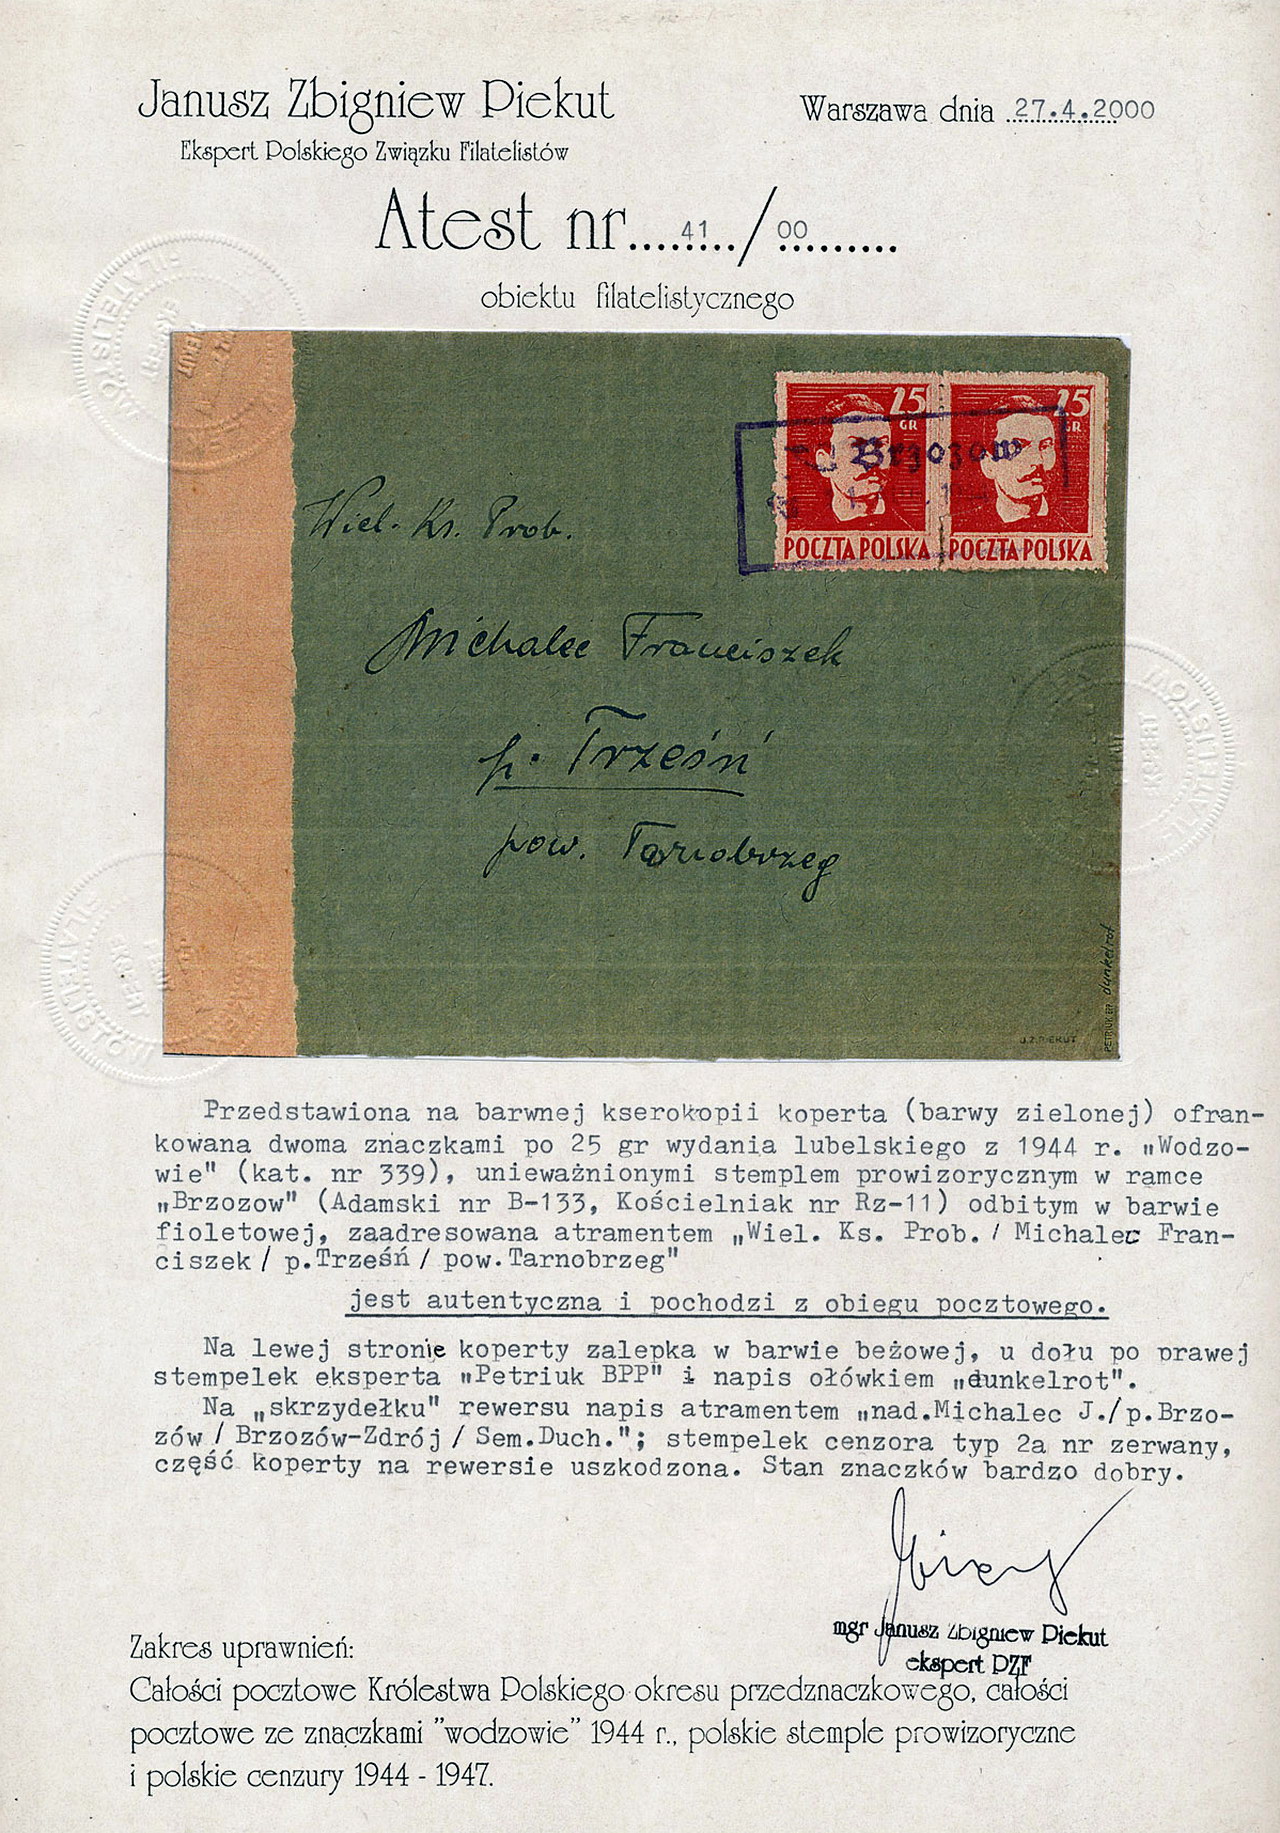 Janusz Zbigniew Piekut
Warszawa dnia 27.4.2000
Ekspert Polskiego Związku Filatelistów
Atest nr....41../00.........
obiektu filatelistycznego
25 GR
25 GR
Brzozow
POCZTA POLSKA
POCZTA POLSKA
Wiel. Ks. Prob.
Michalec Franciszek
p. Trześń
pow. Tarnobrzeg
dunkelrot
J.Z.PIEKUT
Przedstawiona na barwnej kserokopii koperta (barwy zielonej) ofran-
kowana dwoma znaczkami po 25 gr wydania lubelskiego z 1944 r. „Wodzo-
wie" (kat. nr 339), unieważnionymi stemplem prowizorycznym w ramce
„Brzozow" (Adamski nr B-133, Kościelniak nr Rz-11) odbitym w barwie
fioletowej, zaadresowana atramentem „Wiel. Ks. Prob. / Michalec Fran-
ciszek / p.Trześń / pow.Tarnobrzeg"
jest autentyczna i pochodzi z obiegu pocztowego.
Na lewej stronie koperty zalepka w barwie beżowej, u dołu po prawej
stempelek eksperta „Petriuk BPP" i napis ołówkiem „dunkelrot".
Na „skrzydełku" rewersu napis atramentem „nad.Michalec J./p.Brzo-
zów / Brzozów-Zdrój / Sem.Duch."; stempelek cenzora typ 2a nr zerwany,
część koperty na rewersie uszkodzona. Stan znaczków bardzo dobry.
mgr Janusz Zbigniew Piekut
ekspert PZF
Zakres uprawnień:
Całości pocztowe Królestwa Polskiego okresu przedznaczkowego, całości
pocztowe ze znaczkami "wodzowie" 1944 r., polskie stemple prowizoryczne
i polskie cenzury 1944 - 1947.